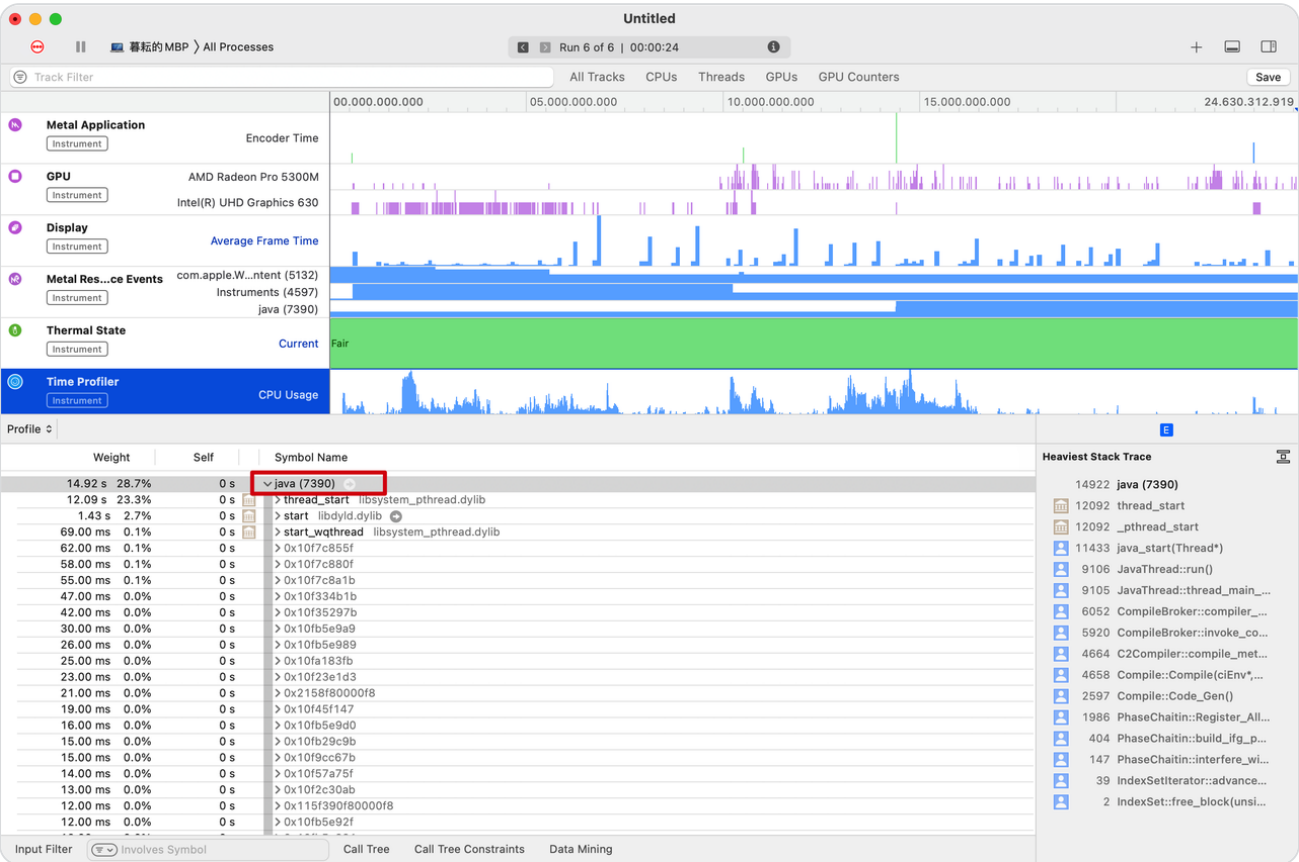 Untitled
暮耘的 MBP 〉All Processes
Run 6 of 6 | 00:00:24
Track Filter
All Tracks CPUs Threads GPUs GPU Counters
Save
00.000.000.000 05.000.000.000 10.000.000.000 15.000.000.000 24.630.312.919
Metal Application
Instrument
Encoder Time
GPU
Instrument
AMD Radeon Pro 5300M
Intel(R) UHD Graphics 630
Display
Instrument
Average Frame Time
Metal Res...ce Events
Instrument
com.apple.W...ntent (5132)
Instruments (4597)
java (7390)
Thermal State
Instrument
Current
Fair
Time Profiler
Instrument
CPU Usage
Profile
E
Weight Self Symbol Name
14.92 s 28.7% 0 s java (7390)
12.09 s 23.3% 0 s thread_start libsystem_pthread.dylib
1.43 s 2.7% 0 s start libdyld.dylib
69.00 ms 0.1% 0 s start_wqthread libsystem_pthread.dylib
62.00 ms 0.1% 0 s 0x10f7c855f
58.00 ms 0.1% 0 s 0x10f7c880f
55.00 ms 0.1% 0 s 0x10f7c8a1b
47.00 ms 0.0% 0 s 0x10f334b1b
42.00 ms 0.0% 0 s 0x10f35297b
30.00 ms 0.0% 0 s 0x10fb5e9a9
26.00 ms 0.0% 0 s 0x10fb5e989
25.00 ms 0.0% 0 s 0x10fa183fb
23.00 ms 0.0% 0 s 0x10f23e1d3
21.00 ms 0.0% 0 s 0x2158f80000f8
19.00 ms 0.0% 0 s 0x10f45f147
16.00 ms 0.0% 0 s 0x10fb5e9d0
15.00 ms 0.0% 0 s 0x10fb29c9b
15.00 ms 0.0% 0 s 0x10f9cc67b
14.00 ms 0.0% 0 s 0x10f57a75f
13.00 ms 0.0% 0 s 0x10f2c30ab
12.00 ms 0.0% 0 s 0x115f390f80000f8
12.00 ms 0.0% 0 s 0x10fb5e92f
Heaviest Stack Trace
14922 java (7390)
12092 thread_start
12092 _pthread_start
11433 java_start(Thread*)
9106 JavaThread::run()
9105 JavaThread::thread_main_...
6052 CompileBroker::compiler_...
5920 CompileBroker::invoke_co...
4664 C2Compiler::compile_met...
4658 Compile::Compile(ciEnv*,...
2597 Compile::Code_Gen()
1986 PhaseChaitin::Register_All...
404 PhaseChaitin::build_ifg_p...
147 PhaseChaitin::interfere_wi...
39 IndexSetIterator::advance...
2 IndexSet::free_block(unsi...
Input Filter Involves Symbol Call Tree Call Tree Constraints Data Mining